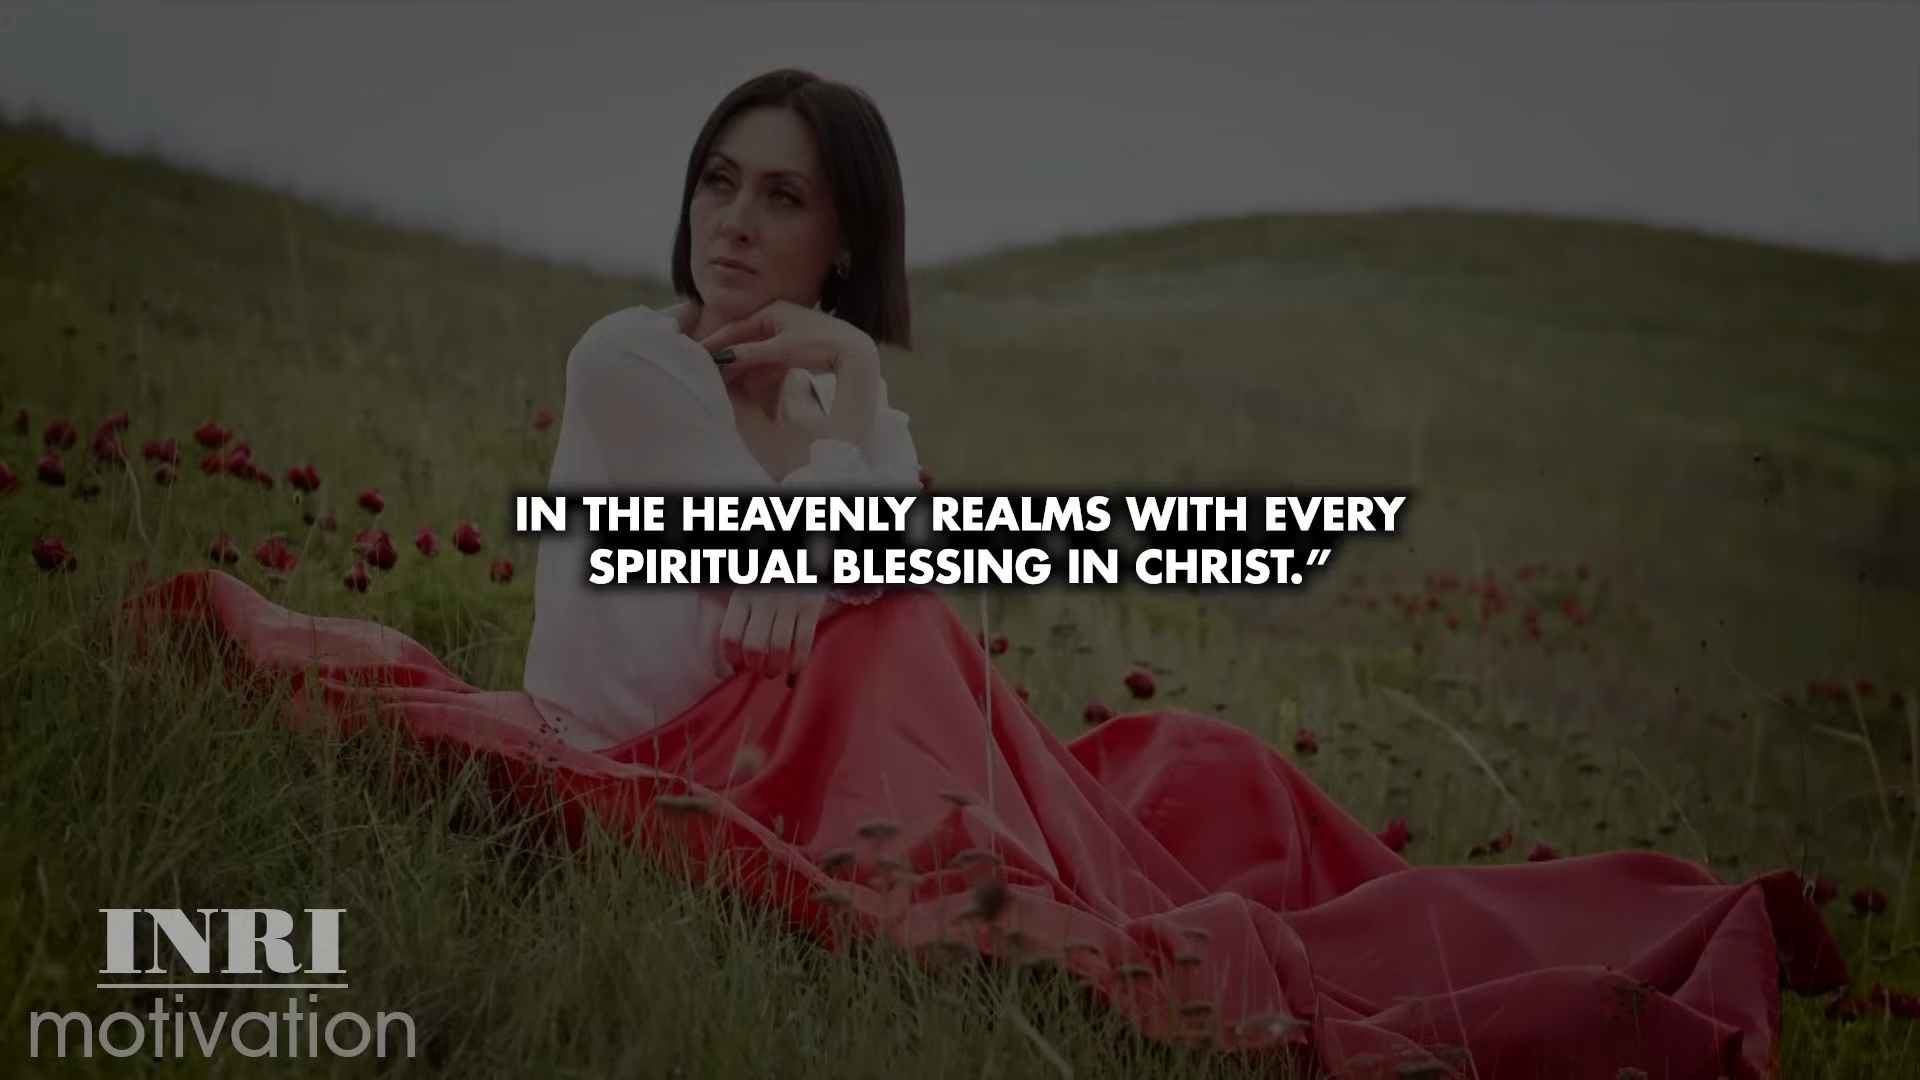 IN THE HEAVENLY REALMS WITH EVERY
SPIRITUAL BLESSING IN CHRIST.”
INRI
motivation